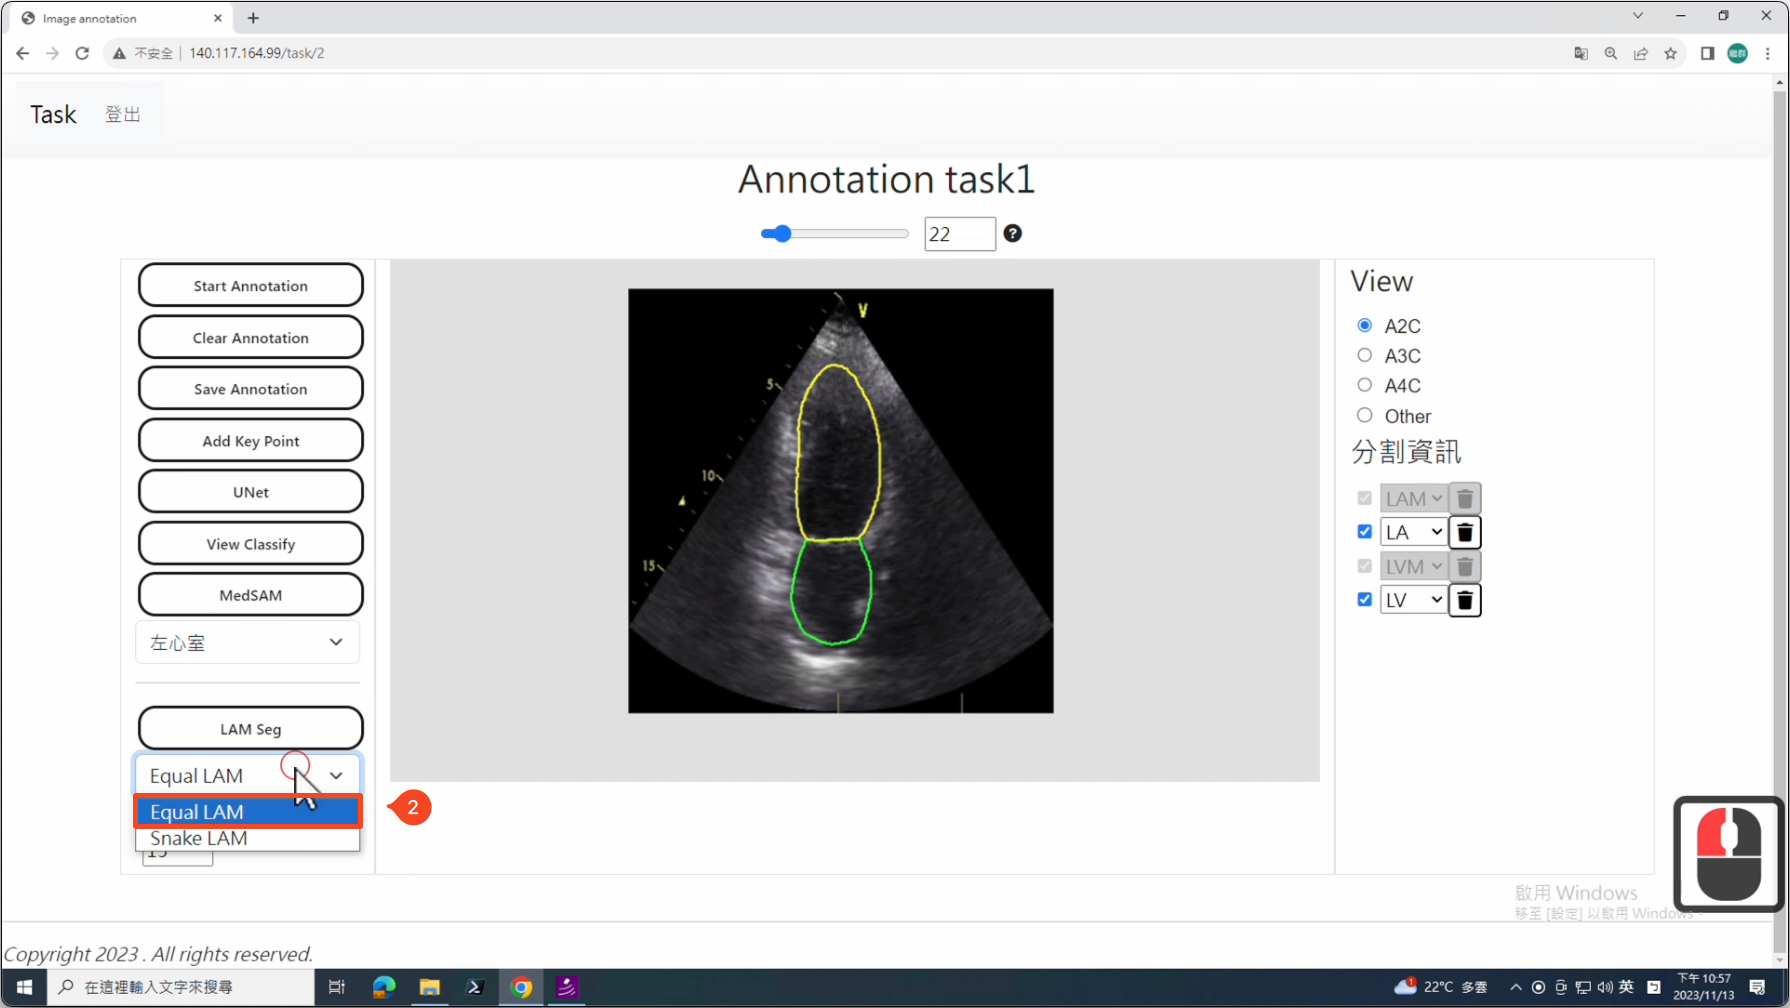 Image annotation
不安全 | 140.117.164.99/task/2
繼群
Task 登出
Annotation task1
22
Start Annotation
Clear Annotation
Save Annotation
Add Key Point
UNet
View Classify
MedSAM
左心室
LAM Seg
Equal LAM
Equal LAM
Snake LAM
15
2
V
5
10
15
View
A2C
A3C
A4C
Other
分割資訊
LAM
LA
LVM
LV
啟用 Windows
移至 [設定] 以啟用 Windows。
Copyright 2023 . All rights reserved.
在這裡輸入文字來搜尋
22°C 多雲
英
下午 10:57
2023/11/13